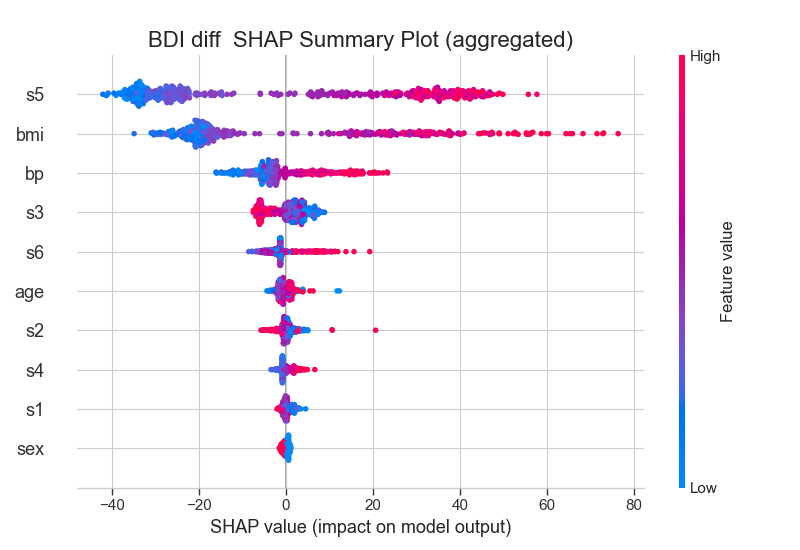 BDI diff  SHAP Summary Plot (aggregated)
High
s5
bmi
bp
s3
s6
age
s2
s4
s1
sex
Feature value
Low
−40
−20
0
20
40
60
80
SHAP value (impact on model output)